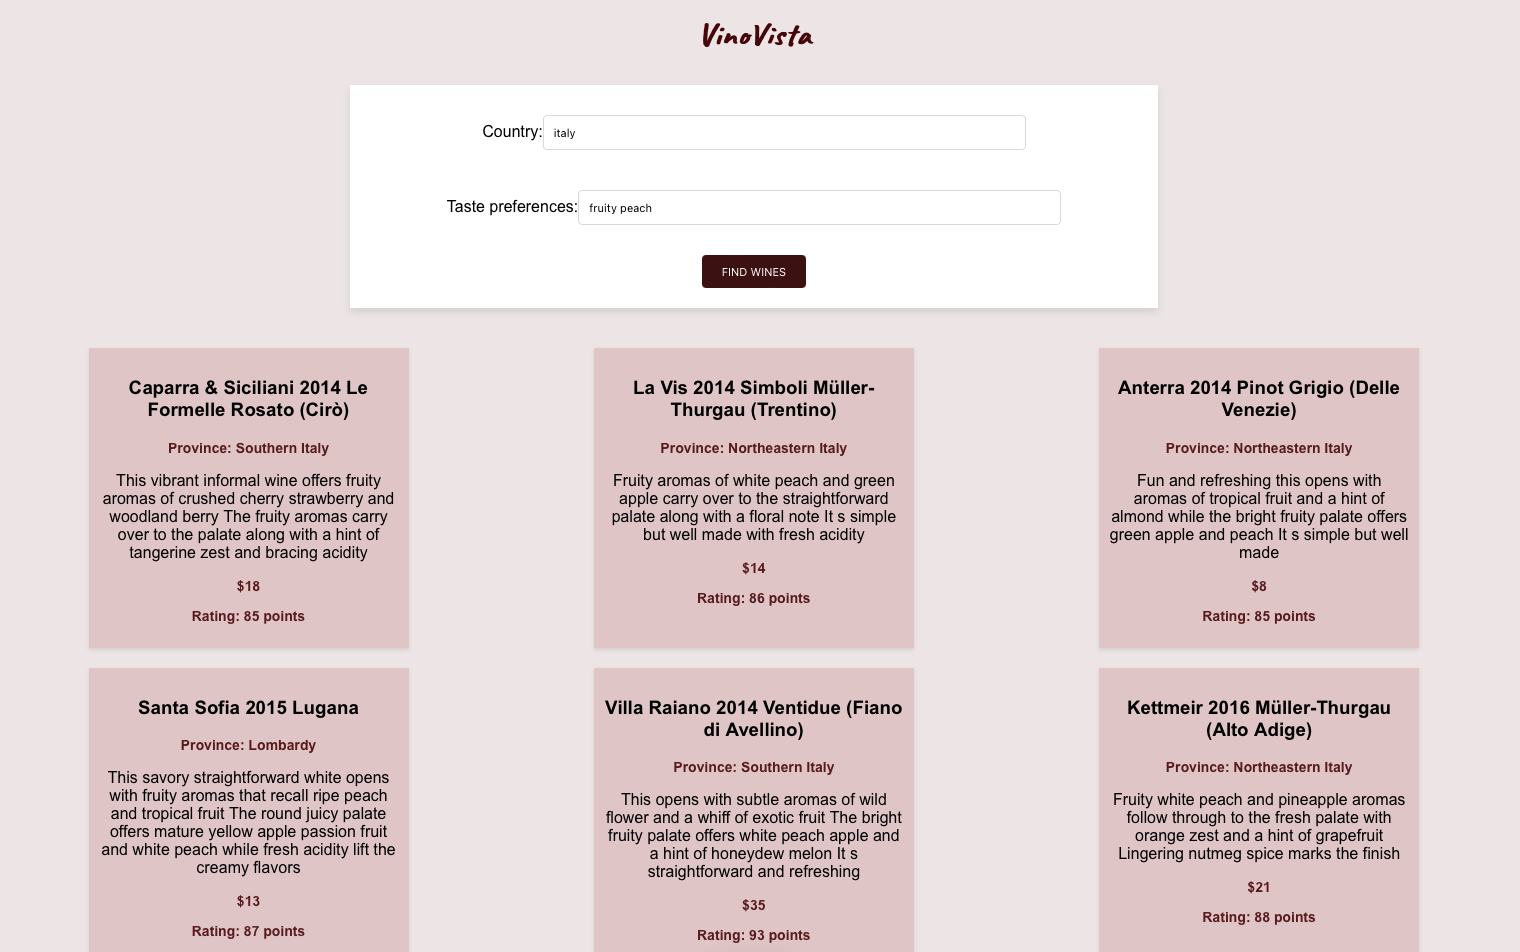 VinoVista
Country:
italy
Taste preferences:
fruity peach
FIND WINES
Caparra & Siciliani 2014 Le
Formelle Rosato (Cirò)
Province: Southern Italy
This vibrant informal wine offers fruity
aromas of crushed cherry strawberry and
woodland berry The fruity aromas carry
over to the palate along with a hint of
tangerine zest and bracing acidity
$18
Rating: 85 points
La Vis 2014 Simboli Müller-
Thurgau (Trentino)
Province: Northeastern Italy
Fruity aromas of white peach and green
apple carry over to the straightforward
palate along with a floral note It s simple
but well made with fresh acidity
$14
Rating: 86 points
Anterra 2014 Pinot Grigio (Delle
Venezie)
Province: Northeastern Italy
Fun and refreshing this opens with
aromas of tropical fruit and a hint of
almond while the bright fruity palate offers
green apple and peach It s simple but well
made
$8
Rating: 85 points
Santa Sofia 2015 Lugana
Province: Lombardy
This savory straightforward white opens
with fruity aromas that recall ripe peach
and tropical fruit The round juicy palate
offers mature yellow apple passion fruit
and white peach while fresh acidity lift the
creamy flavors
$13
Rating: 87 points
Villa Raiano 2014 Ventidue (Fiano
di Avellino)
Province: Southern Italy
This opens with subtle aromas of wild
flower and a whiff of exotic fruit The bright
fruity palate offers white peach apple and
a hint of honeydew melon It s
straightforward and refreshing
$35
Rating: 93 points
Kettmeir 2016 Müller-Thurgau
(Alto Adige)
Province: Northeastern Italy
Fruity white peach and pineapple aromas
follow through to the fresh palate with
orange zest and a hint of grapefruit
Lingering nutmeg spice marks the finish
$21
Rating: 88 points